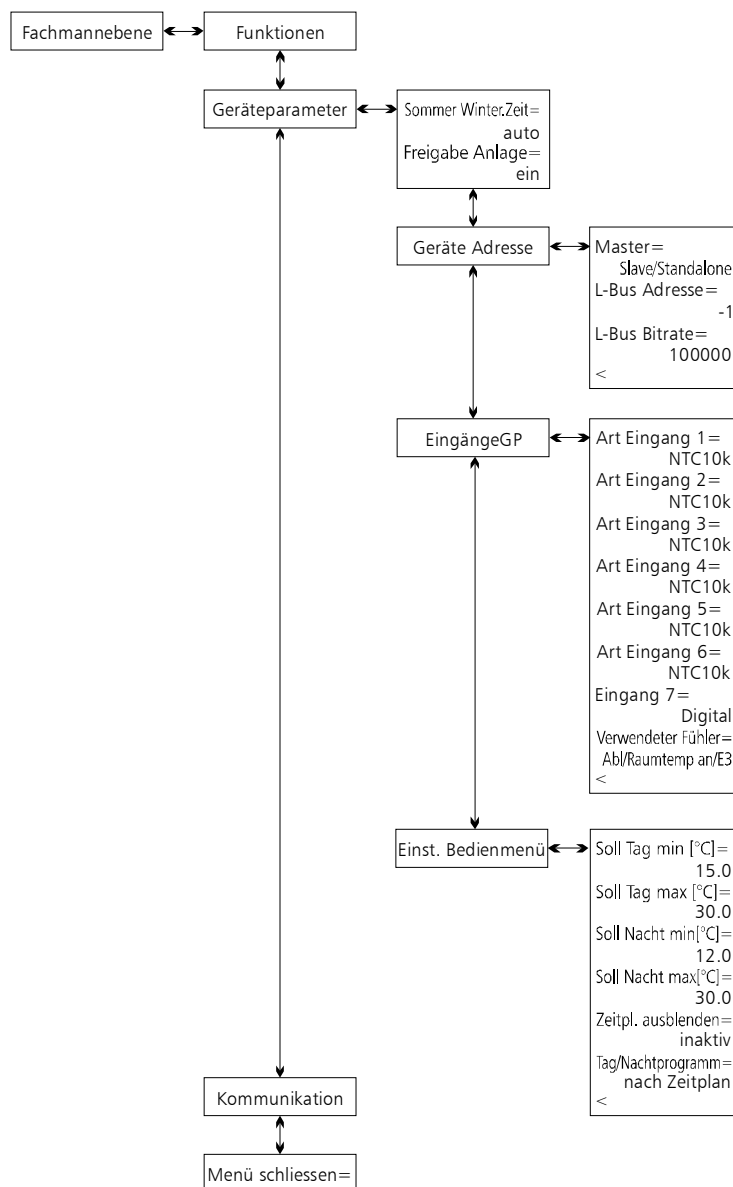 Fachmannebene
Funktionen
Geräteparameter
Sommer Winter.Zeit=
auto
Freigabe Anlage=
ein
Geräte Adresse
Master=
Slave/Standalone
L-Bus Adresse=
-1
L-Bus Bitrate=
100000
<
EingängeGP
Art Eingang 1=
NTC10k
Art Eingang 2=
NTC10k
Art Eingang 3=
NTC10k
Art Eingang 4=
NTC10k
Art Eingang 5=
NTC10k
Art Eingang 6=
NTC10k
Eingang 7=
Digital
Verwendeter Fühler=
Abl/Raumtemp an/E3
<
Einst. Bedienmenü
Soll Tag min [°C]=
15.0
Soll Tag max [°C]=
30.0
Soll Nacht min[°C]=
12.0
Soll Nacht max[°C]=
30.0
Zeitpl. ausblenden=
inaktiv
Tag/Nachtprogramm=
nach Zeitplan
<
Kommunikation
Menü schliessen=